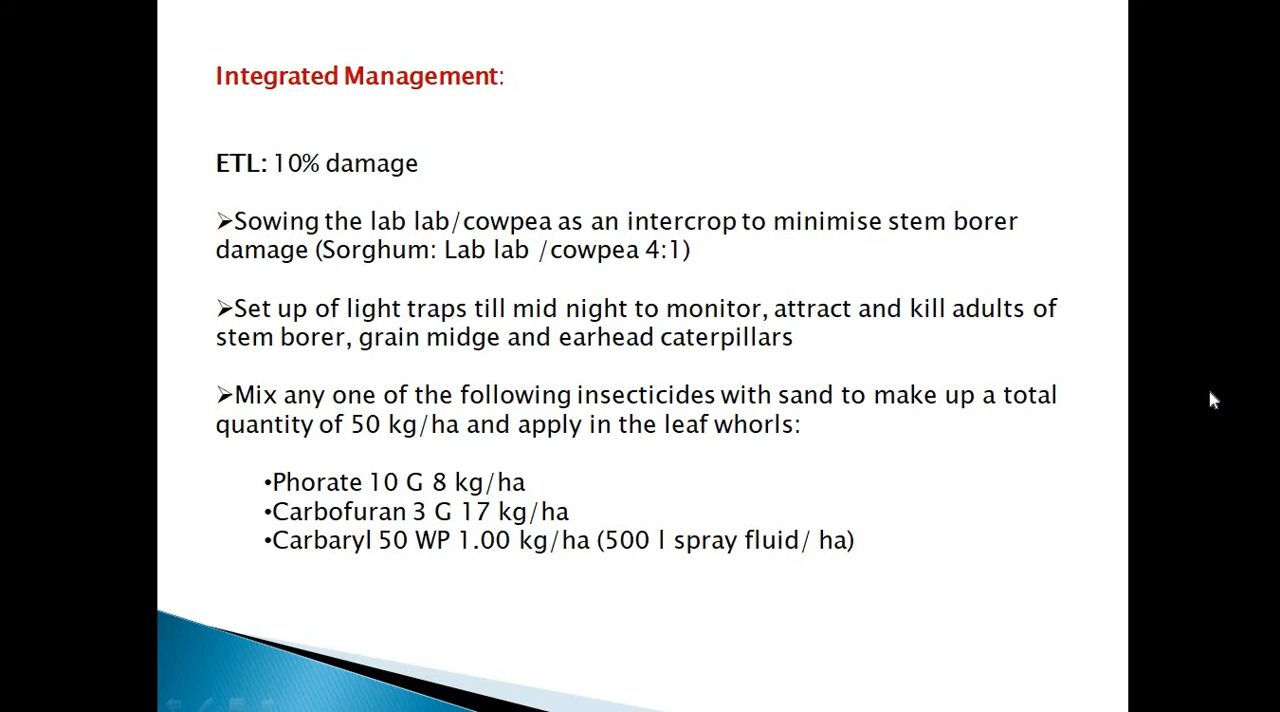 Integrated Management:
ETL: 10% damage
➢Sowing the lab lab/cowpea as an intercrop to minimise stem borer
damage (Sorghum: Lab lab /cowpea 4:1)
➢Set up of light traps till mid night to monitor, attract and kill adults of
stem borer, grain midge and earhead caterpillars
➢Mix any one of the following insecticides with sand to make up a total
quantity of 50 kg/ha and apply in the leaf whorls:
•Phorate 10 G 8 kg/ha
•Carbofuran 3 G 17 kg/ha
•Carbaryl 50 WP 1.00 kg/ha (500 l spray fluid/ ha)